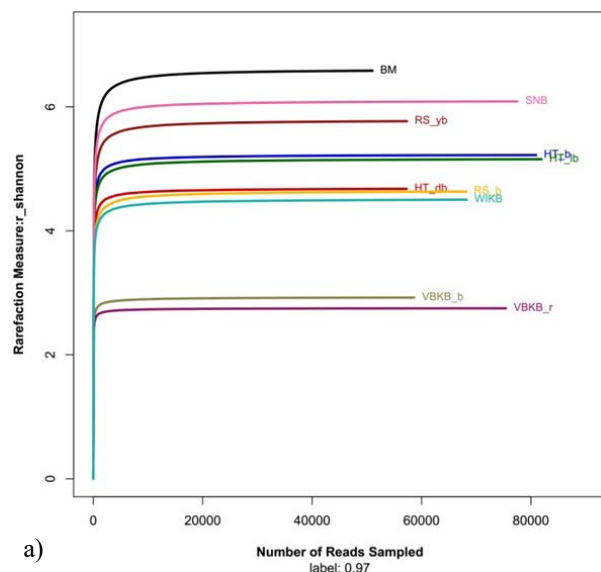 Rarefaction Measure:r_shannon
6
4
2
0
BM
SNB
RS_yb
HT_b
HT_lb
HT_db
RS_b
WIKB
VBKB_b
VBKB_r
0 20000 40000 60000 80000
a)
Number of Reads Sampled
label: 0.97